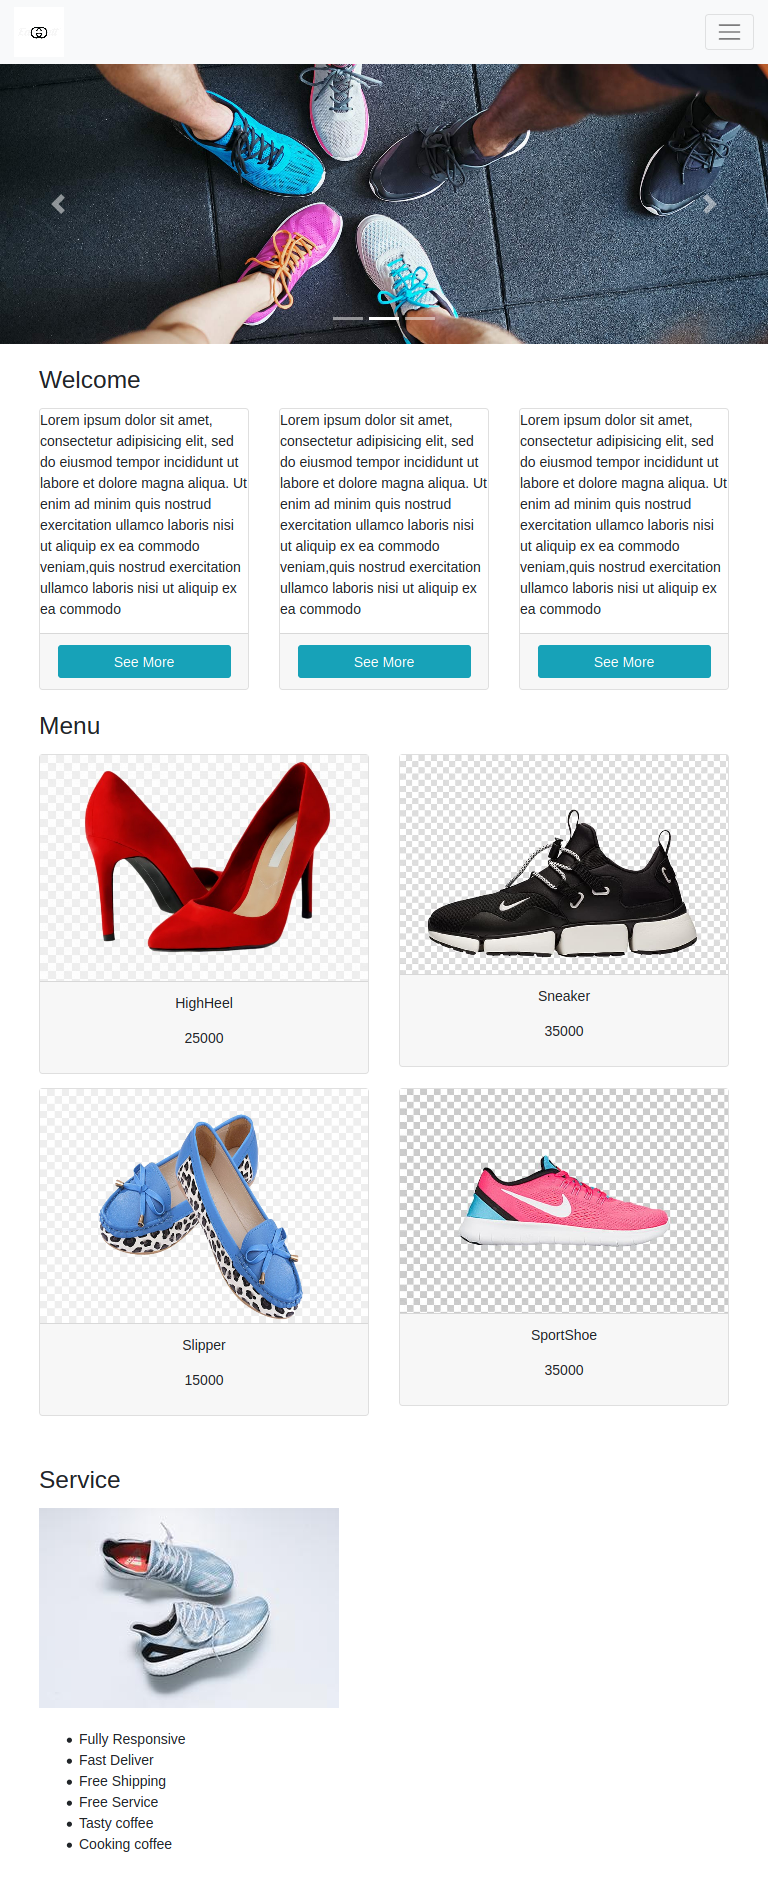 Welcome
Lorem ipsum dolor sit amet,
consectetur adipisicing elit, sed
do eiusmod tempor incididunt ut
labore et dolore magna aliqua. Ut
enim ad minim quis nostrud
exercitation ullamco laboris nisi
ut aliquip ex ea commodo
veniam,quis nostrud exercitation
ullamco laboris nisi ut aliquip ex
ea commodo
See More
Lorem ipsum dolor sit amet,
consectetur adipisicing elit, sed
do eiusmod tempor incididunt ut
labore et dolore magna aliqua. Ut
enim ad minim quis nostrud
exercitation ullamco laboris nisi
ut aliquip ex ea commodo
veniam,quis nostrud exercitation
ullamco laboris nisi ut aliquip ex
ea commodo
See More
Lorem ipsum dolor sit amet,
consectetur adipisicing elit, sed
do eiusmod tempor incididunt ut
labore et dolore magna aliqua. Ut
enim ad minim quis nostrud
exercitation ullamco laboris nisi
ut aliquip ex ea commodo
veniam,quis nostrud exercitation
ullamco laboris nisi ut aliquip ex
ea commodo
See More
Menu
HighHeel
25000
Sneaker
35000
Slipper
15000
SportShoe
35000
Service
Fully Responsive
Fast Deliver
Free Shipping
Free Service
Tasty coffee
Cooking coffee